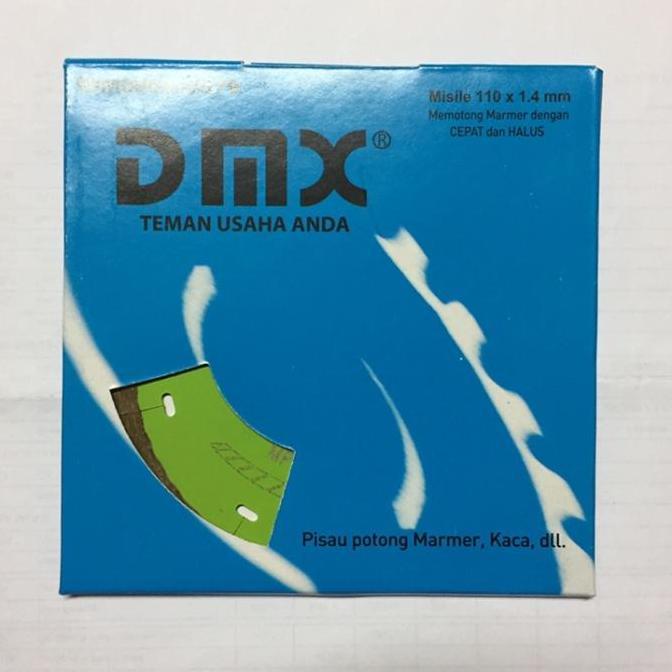 Misile 110 x 1.4 mm
Memotong Marmer dengan
CEPAT dan HALUS
DMX®
TEMAN USAHA ANDA
Pisau potong Marmer, Kaca, dll.